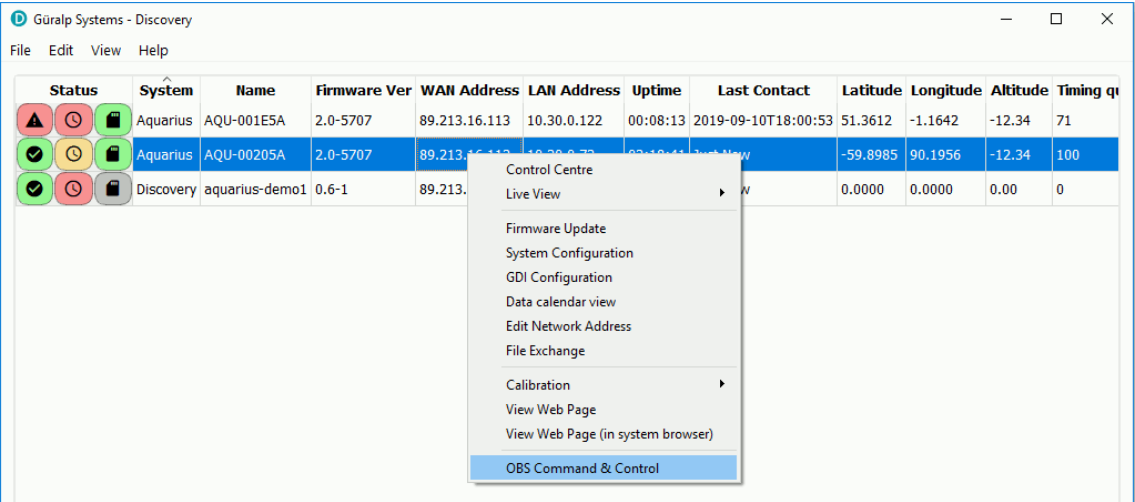 Güralp Systems - Discovery
File Edit View Help
Status System Name Firmware Ver WAN Address LAN Address Uptime Last Contact Latitude Longitude Altitude Timing
Aquarius AQU-001E5A 2.0-5707 89.213.16.113 10.30.0.122 00:08:13 2019-09-10T18:00:53 51.3612 -1.1642 -12.34 71
Aquarius AQU-00205A 2.0-5707 -59.8985 90.1956 -12.34 100
Discovery aquarius-demo1 0.6-1 89.213. 0.0000 0.0000 0.00 0
Control Centre
Live View
Firmware Update
System Configuration
GDI Configuration
Data calendar view
Edit Network Address
File Exchange
Calibration
View Web Page
View Web Page (in system browser)
OBS Command & Control